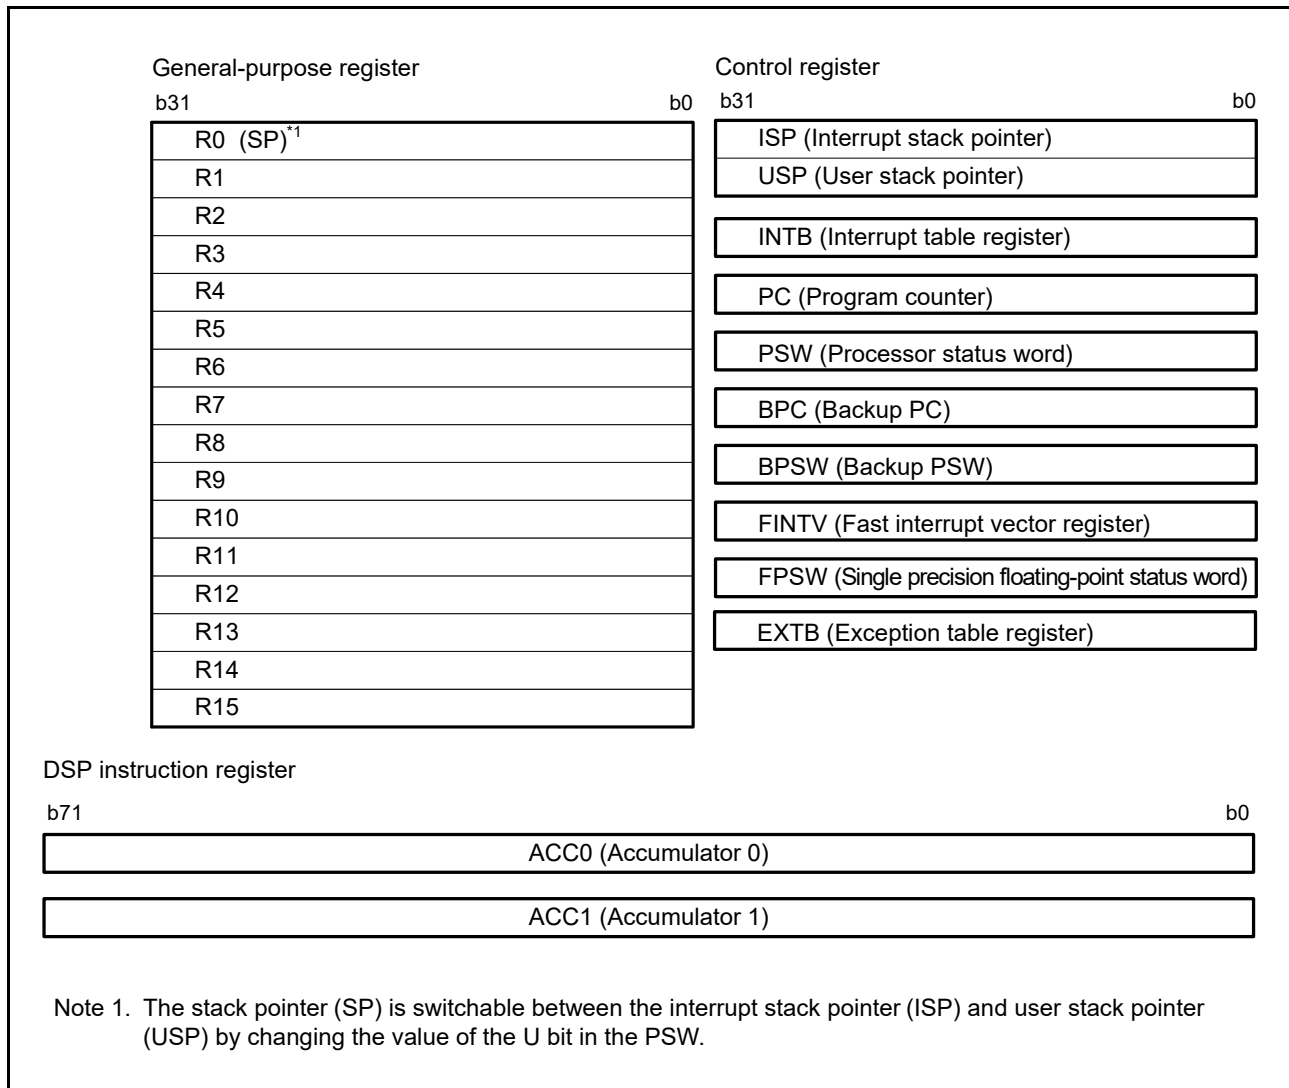 General-purpose register
b31 b0
R0 (SP)*1
R1
R2
R3
R4
R5
R6
R7
R8
R9
R10
R11
R12
R13
R14
R15
Control register
b31 b0
ISP (Interrupt stack pointer)
USP (User stack pointer)
INTB (Interrupt table register)
PC (Program counter)
PSW (Processor status word)
BPC (Backup PC)
BPSW (Backup PSW)
FINTV (Fast interrupt vector register)
FPSW (Single precision floating-point status word)
EXTB (Exception table register)
DSP instruction register
b71 b0
ACC0 (Accumulator 0)
ACC1 (Accumulator 1)
Note 1. The stack pointer (SP) is switchable between the interrupt stack pointer (ISP) and user stack pointer
(USP) by changing the value of the U bit in the PSW.